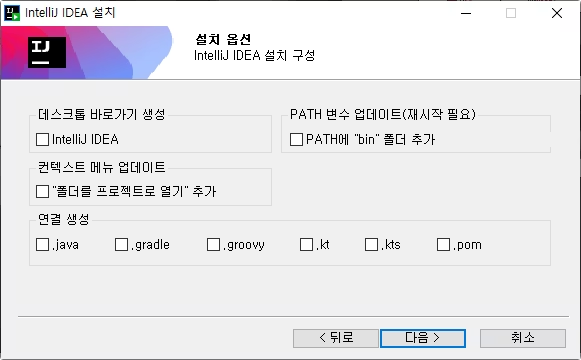 IntelliJ IDEA 설치
IJ
설치 옵션
IntelliJ IDEA 설치 구성
데스크톱 바로가기 생성
IntelliJ IDEA
PATH 변수 업데이트(재시작 필요)
PATH에 "bin" 폴더 추가
컨텍스트 메뉴 업데이트
"폴더를 프로젝트로 열기" 추가
연결 생성
.java .gradle .groovy .kt .kts .pom
< 뒤로 다음 > 취소